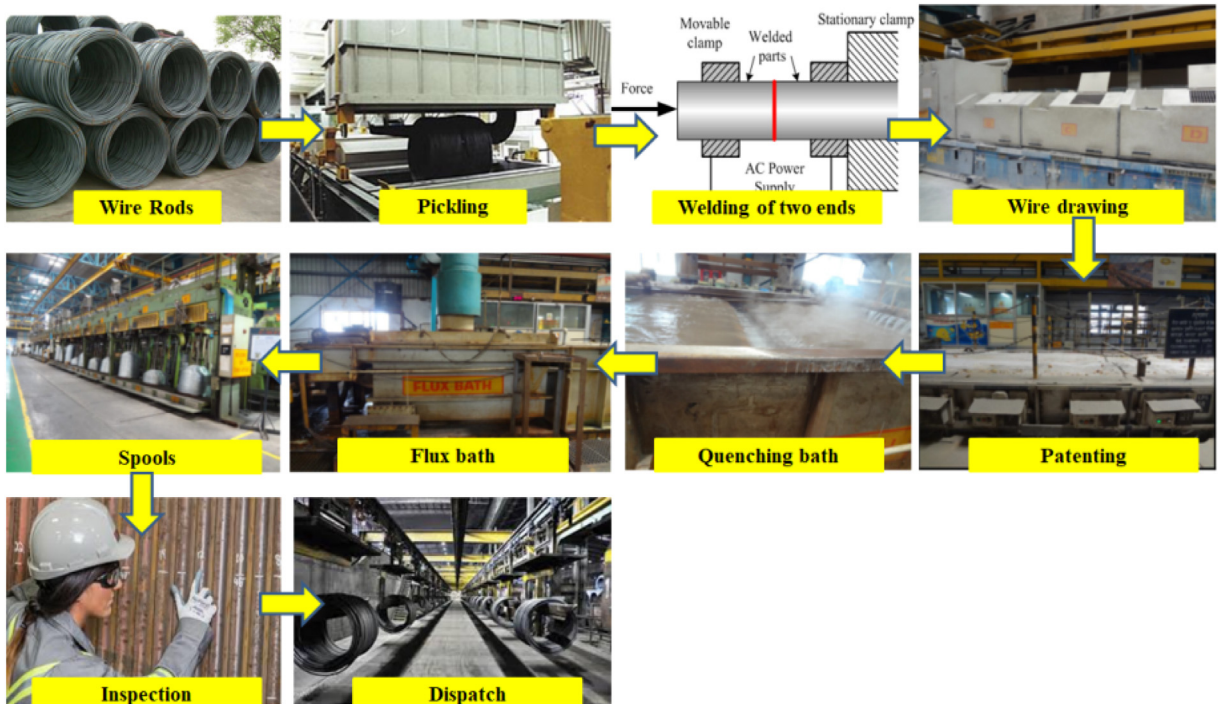 Movable
clamp
Welded
parts
Stationary clamp
Force
AC Power
Supply
Wire Rods
Pickling
Welding of two ends
Wire drawing
FLUX BATH
Spools
Flux bath
Quenching bath
Patenting
Inspection
Dispatch